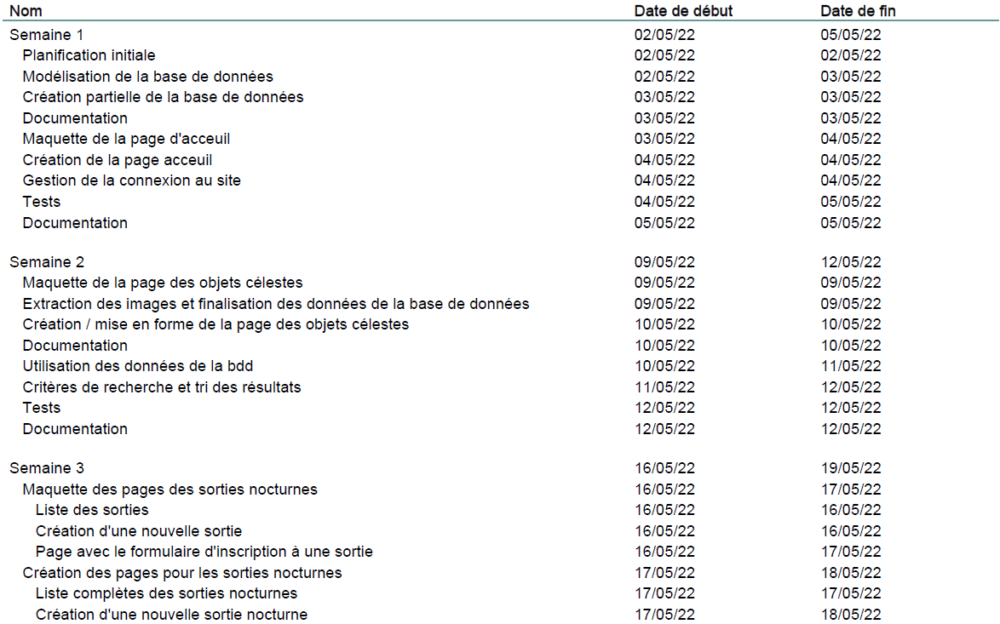 Nom Date de début Date de fin
Semaine 1 02/05/22 05/05/22
Planification initiale 02/05/22 02/05/22
Modélisation de la base de données 02/05/22 03/05/22
Création partielle de la base de données 03/05/22 03/05/22
Documentation 03/05/22 03/05/22
Maquette de la page d'acceuil 03/05/22 04/05/22
Création de la page acceuil 04/05/22 04/05/22
Gestion de la connexion au site 04/05/22 04/05/22
Tests 04/05/22 05/05/22
Documentation 05/05/22 05/05/22
Semaine 2 09/05/22 12/05/22
Maquette de la page des objets célestes 09/05/22 09/05/22
Extraction des images et finalisation des données de la base de données 09/05/22 09/05/22
Création / mise en forme de la page des objets célestes 10/05/22 10/05/22
Documentation 10/05/22 10/05/22
Utilisation des données de la bdd 10/05/22 11/05/22
Critères de recherche et tri des résultats 11/05/22 12/05/22
Tests 12/05/22 12/05/22
Documentation 12/05/22 12/05/22
Semaine 3 16/05/22 19/05/22
Maquette des pages des sorties nocturnes 16/05/22 17/05/22
Liste des sorties 16/05/22 16/05/22
Création d'une nouvelle sortie 16/05/22 16/05/22
Page avec le formulaire d'inscription à une sortie 16/05/22 17/05/22
Création des pages pour les sorties nocturnes 17/05/22 18/05/22
Liste complètes des sorties nocturnes 17/05/22 17/05/22
Création d'une nouvelle sortie nocturne 17/05/22 18/05/22